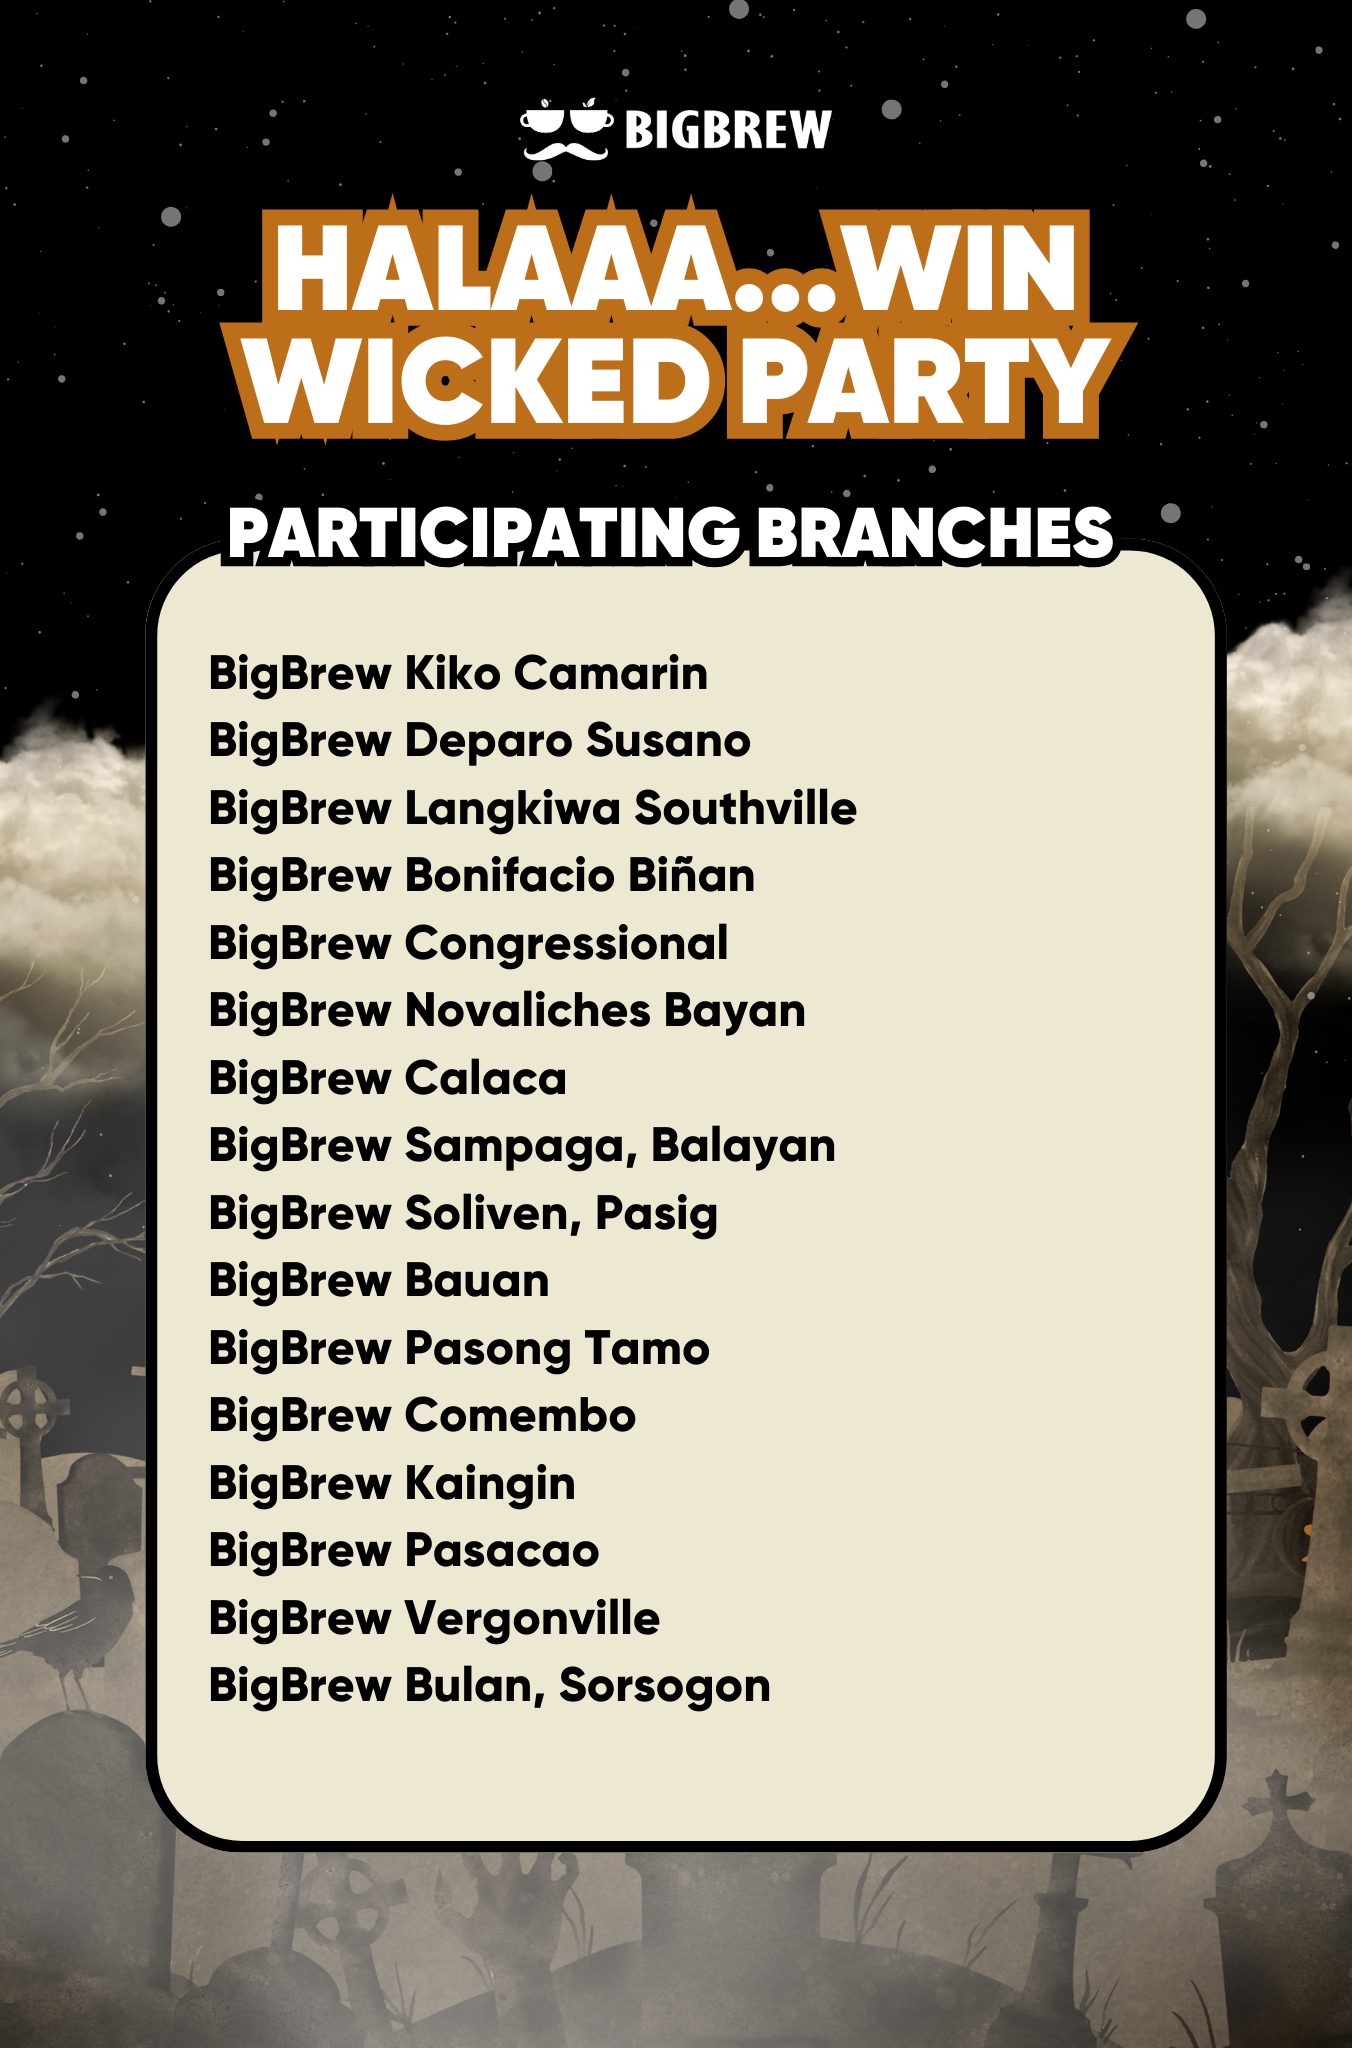 BIGBREW
HALAAA...WIN
WICKED PARTY
PARTICIPATING BRANCHES
BigBrew Kiko Camarin
BigBrew Deparo Susano
BigBrew Langkiwa Southville
BigBrew Bonifacio Biñan
BigBrew Congressional
BigBrew Novaliches Bayan
BigBrew Calaca
BigBrew Sampaga, Balayan
BigBrew Soliven, Pasig
BigBrew Bauan
BigBrew Pasong Tamo
BigBrew Comembo
BigBrew Kaingin
BigBrew Pasacao
BigBrew Vergonville
BigBrew Bulan, Sorsogon